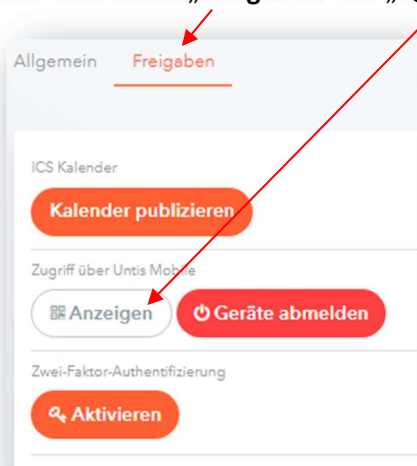 Allgemein Freigaben
ICS Kalender
Kalender publizieren
Zugriff über Untis Mobile
Anzeigen Geräte abmelden
Zwei-Faktor-Authentifizierung
Aktivieren